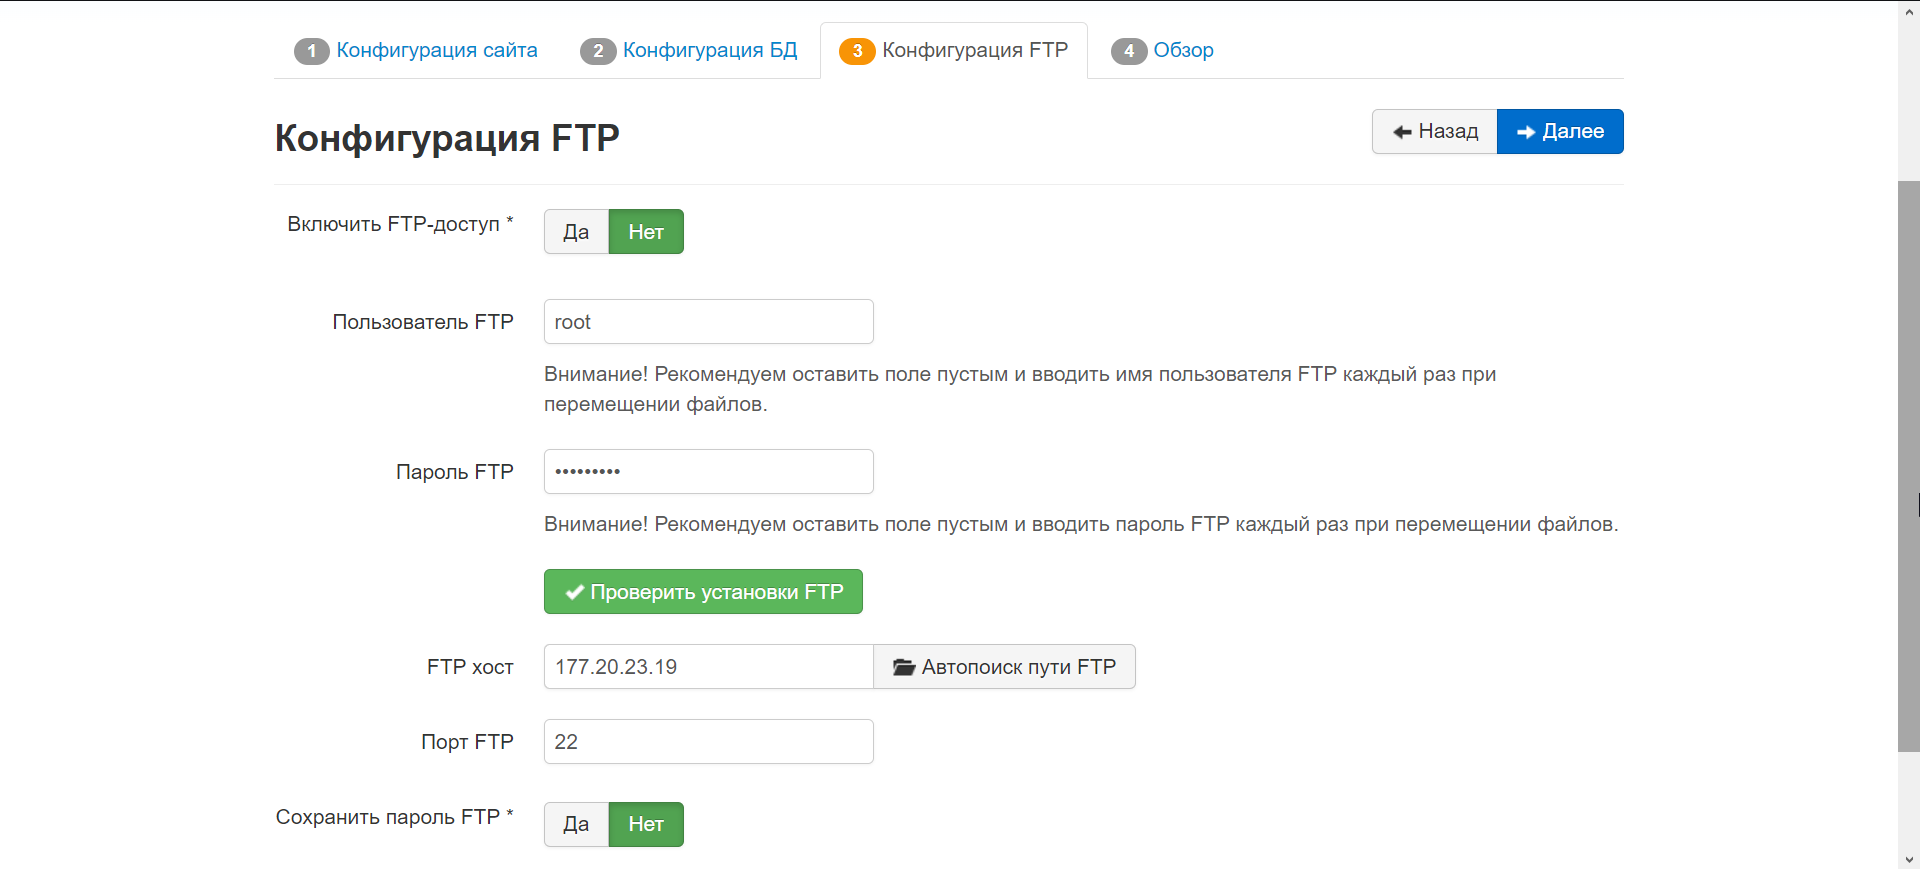 1 Конфигурация сайта 2 Конфигурация БД 3 Конфигурация FTP 4 Обзор
Конфигурация FTP
Назад Далее
Включить FTP-доступ * Да Нет
Пользователь FTP root
Внимание! Рекомендуем оставить поле пустым и вводить имя пользователя FTP каждый раз при
перемещении файлов.
Пароль FTP •••••••••
Внимание! Рекомендуем оставить поле пустым и вводить пароль FTP каждый раз при перемещении файлов.
Проверить установки FTP
FTP хост 177.20.23.19 Автопоиск пути FTP
Порт FTP 22
Сохранить пароль FTP * Да Нет